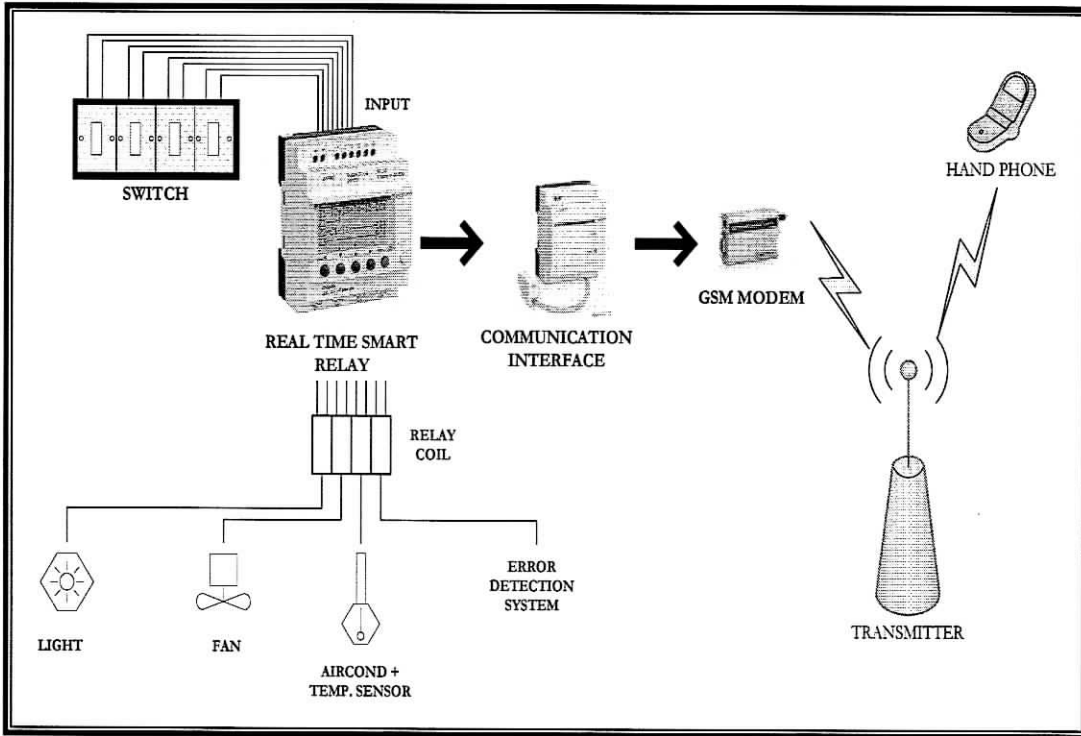 INPUT
SWITCH
HAND PHONE
GSM MODEM
REAL TIME SMART
RELAY
COMMUNICATION
INTERFACE
RELAY
COIL
LIGHT
FAN
AIRCOND +
TEMP. SENSOR
ERROR
DETECTION
SYSTEM
TRANSMITTER